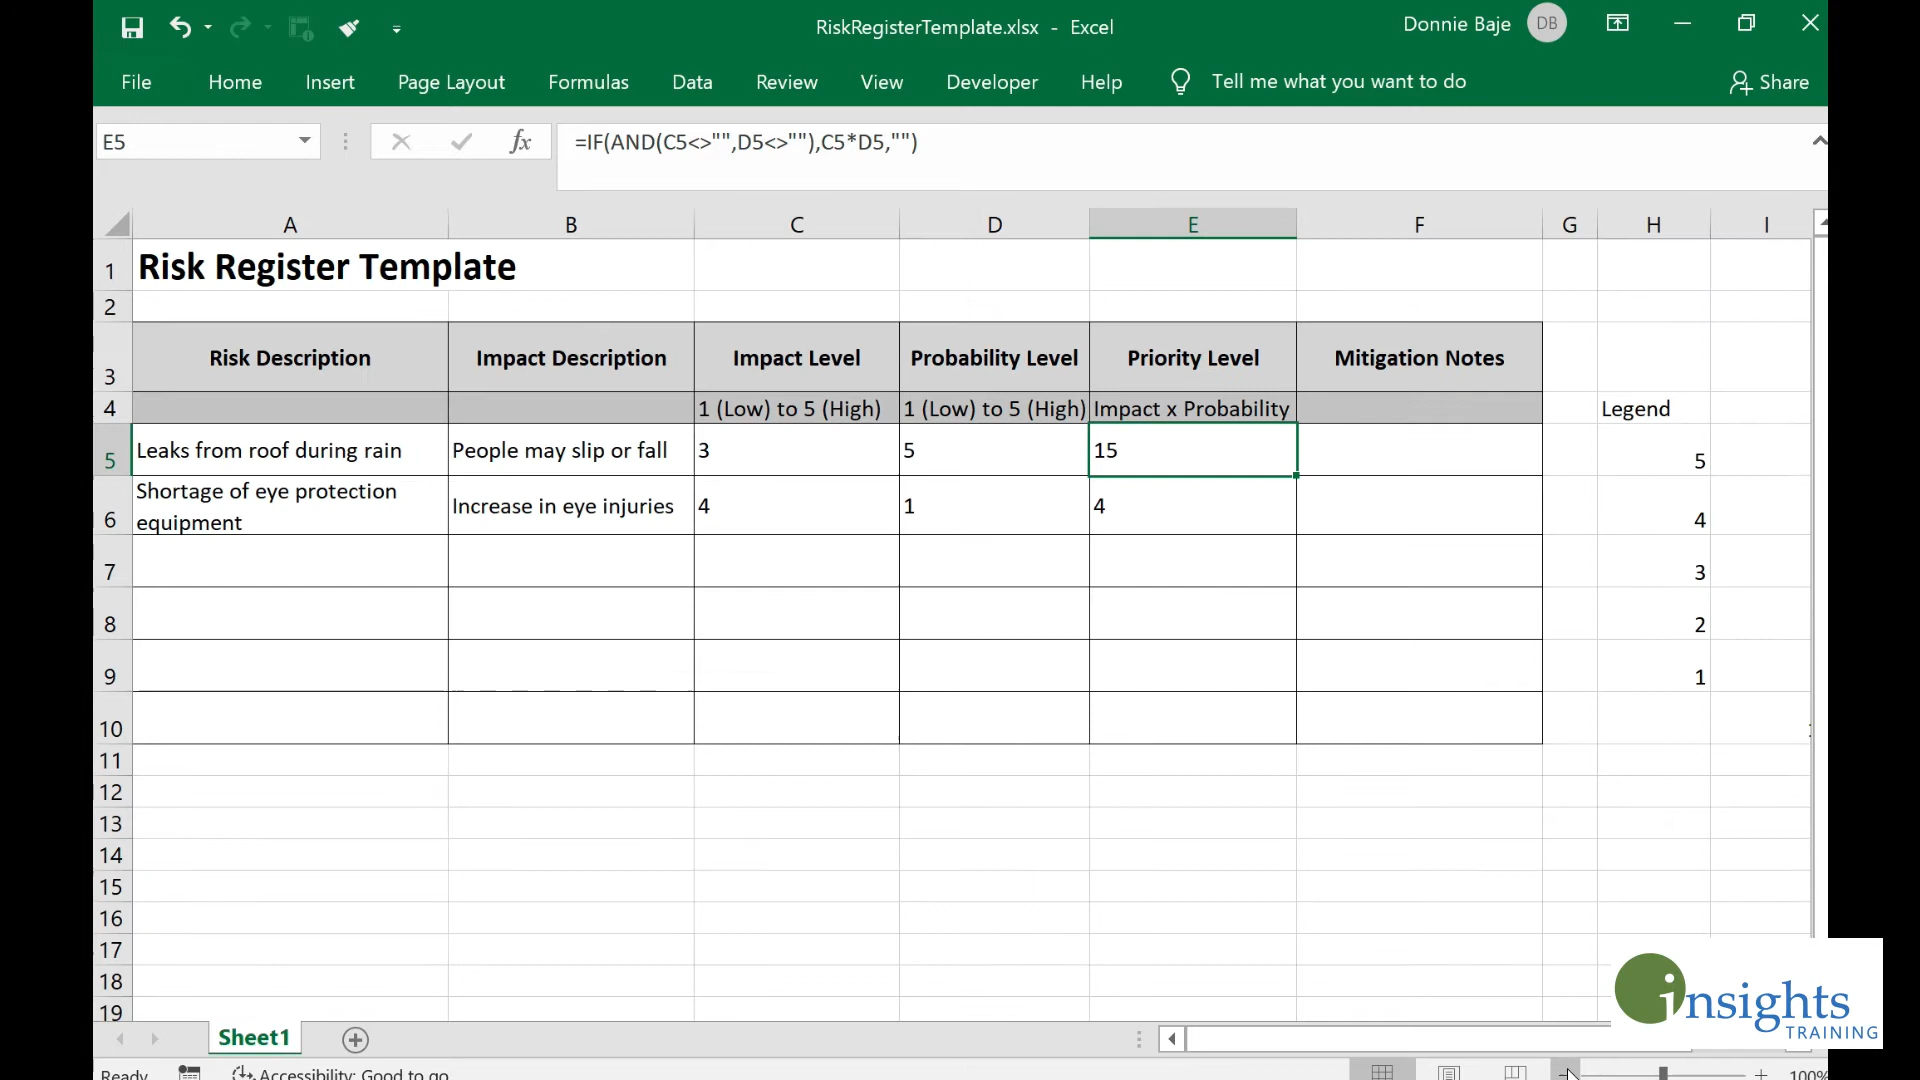 RiskRegisterTemplate.xlsx - Excel
Donnie Baje DB
File Home Insert Page Layout Formulas Data Review View Developer Help Tell me what you want to do Share
E5 fx =IF(AND(C5<>"",D5<>""),C5*D5,"")
A B C D E F G H I
1 Risk Register Template
2
3 Risk Description Impact Description Impact Level Probability Level Priority Level Mitigation Notes
4 1 (Low) to 5 (High) 1 (Low) to 5 (High) Impact x Probability Legend
5 Leaks from roof during rain People may slip or fall 3 5 15 5
6 Shortage of eye protection equipment Increase in eye injuries 4 1 4 4
7 3
8 2
9 1
10
11
12
13
14
15
16
17
18
19
Sheet1
Ready Accessibility: Good to go 100%
insights
TRAINING